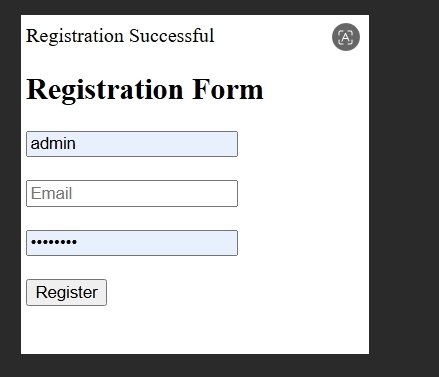 Registration Successful
Registration Form
admin
Email
••••••••
Register